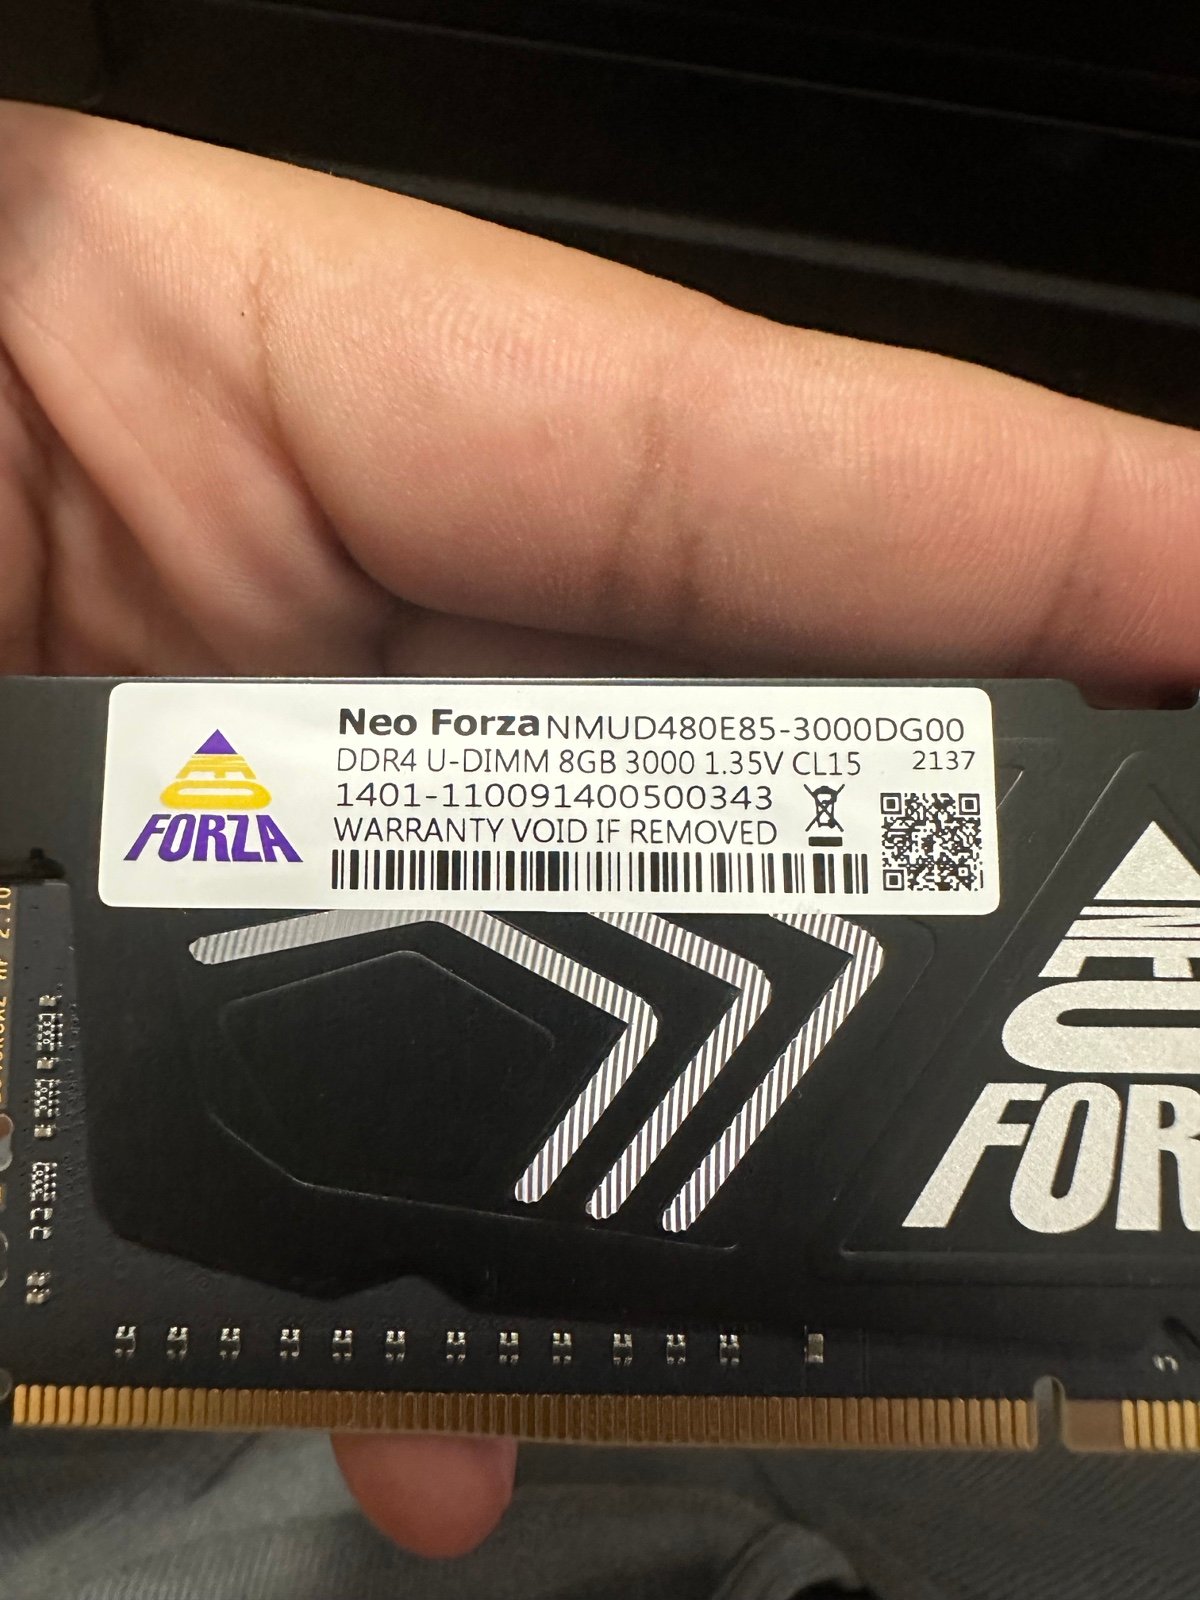 Neo Forza NMUD480E85-3000DG00
DDR4 U-DIMM 8GB 3000 1.35V CL15 2137
1401-110091400500343
WARRANTY VOID IF REMOVED
NEO
FORZA
NEO
FOR